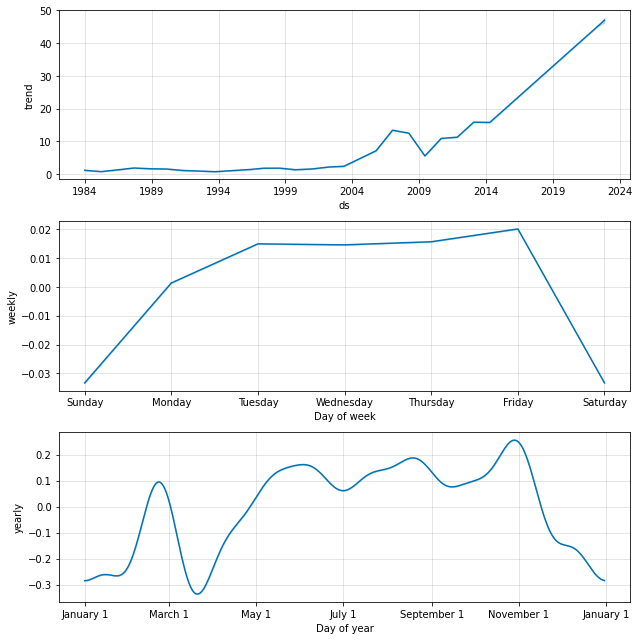 50
40
30
20
10
0
trend
1984 1989 1994 1999 2004 2009 2014 2019 2024
ds
0.02
0.01
0.00
−0.01
−0.02
−0.03
weekly
Sunday Monday Tuesday Wednesday Thursday Friday Saturday
Day of week
0.2
0.1
0.0
−0.1
−0.2
−0.3
yearly
January 1 March 1 May 1 July 1 September 1 November 1 January 1
Day of year